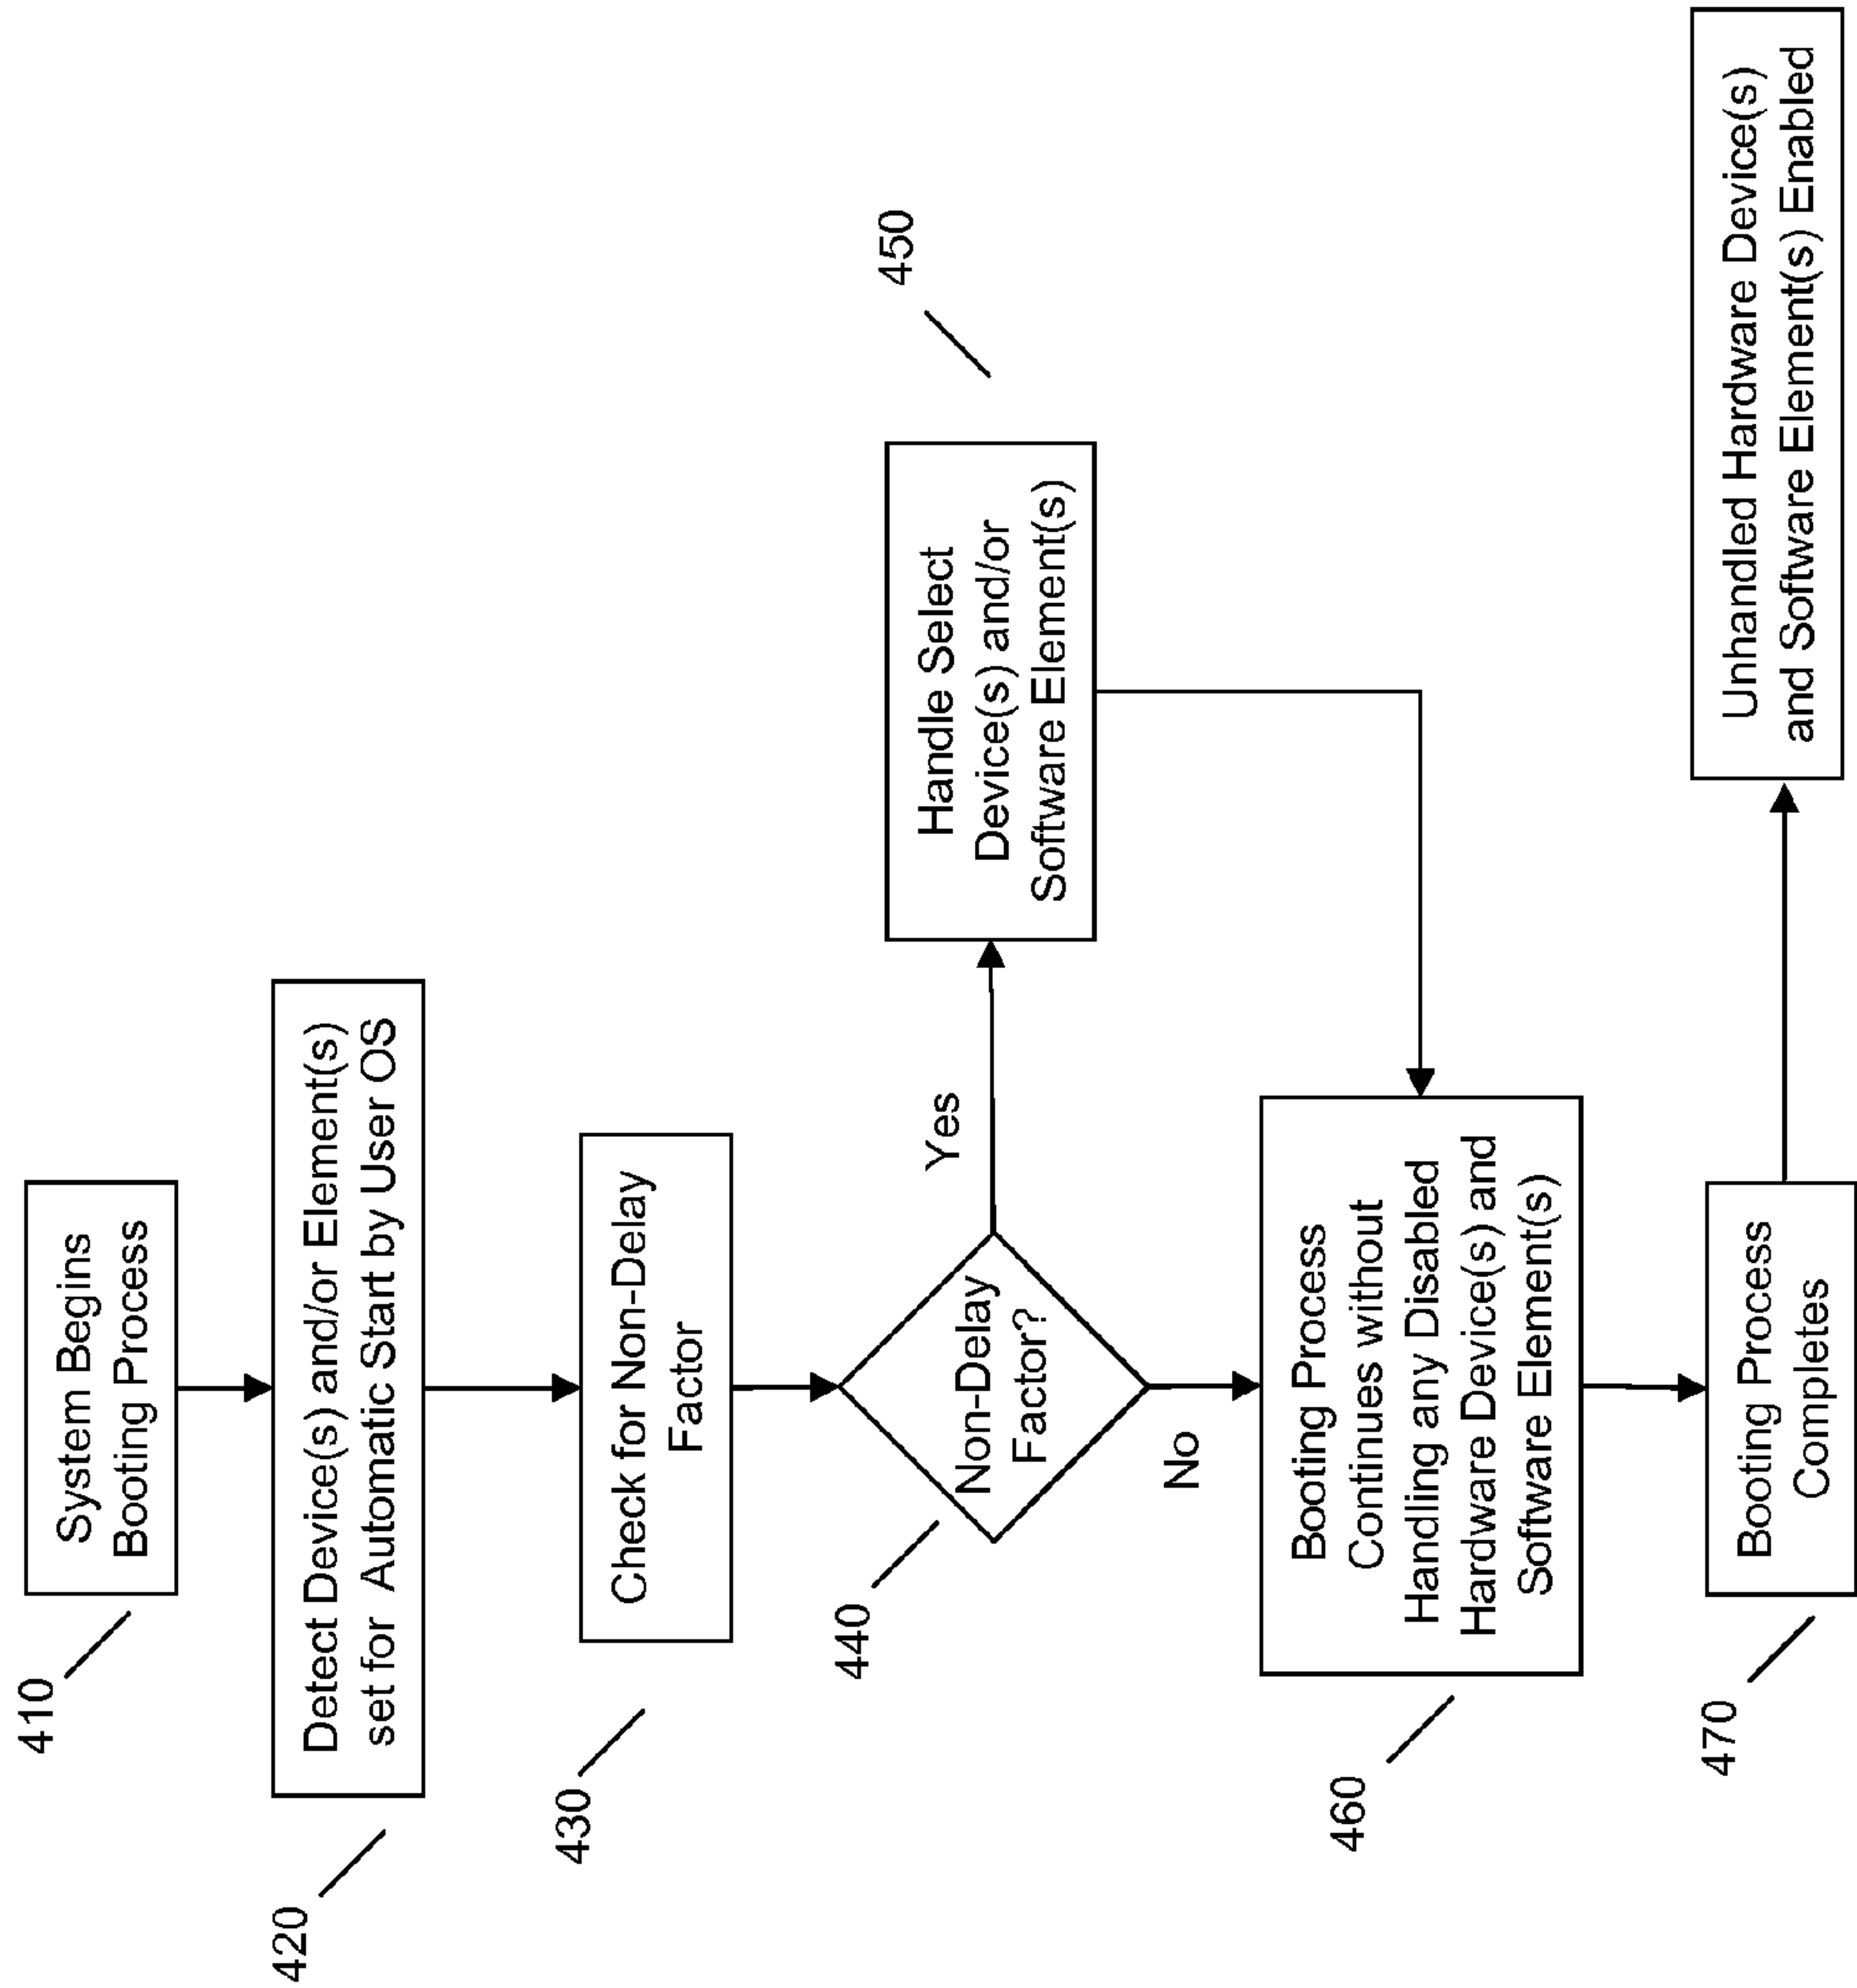 410
System Begins
Booting Process
420
Detect Device(s) and/or Element(s)
set for Automatic Start by User OS
430
Check for Non-Delay
Factor
440
Non-Delay
Factor?
Yes
450
Handle Select
Device(s) and/or
Software Element(s)
No
460
Booting Process
Continues without
Handling any Disabled
Hardware Device(s) and
Software Element(s)
470
Booting Process
Completes
Unhandled Hardware Device(s)
and Software Element(s) Enabled